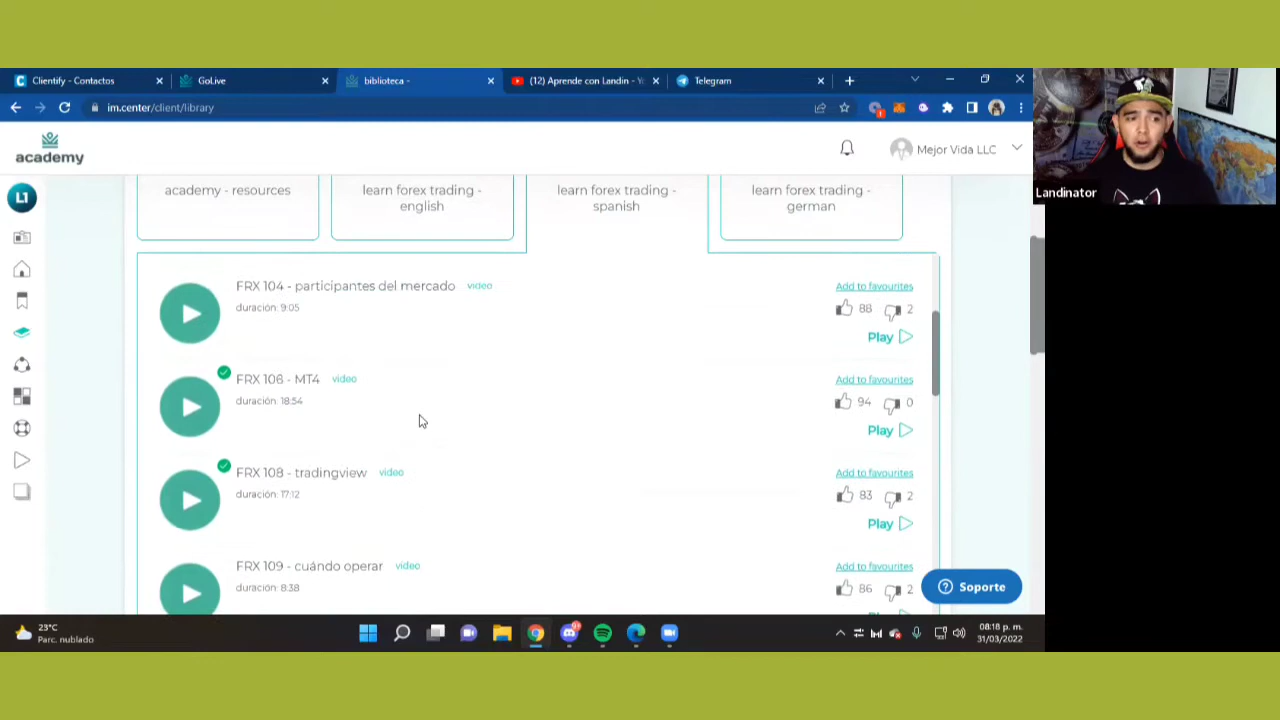 Clientify - Contactos
GoLive
biblioteca -
(12) Aprende con Landin - Y
Telegram
im.center/client/library
academy
Mejor Vida LLC
Landinator
L1
academy - resources
learn forex trading -
english
learn forex trading -
spanish
learn forex trading -
german
FRX 104 - participantes del mercado video
duración: 9:05
Add to favourites
88 2
Play
FRX 106 - MT4 video
duración: 18:54
Add to favourites
94 0
Play
FRX 108 - tradingview video
duración: 17:12
Add to favourites
83 2
Play
FRX 109 - cuándo operar video
duración: 8:38
Add to favourites
86 2
Soporte
23°C
Parc. nublado
08:18 p. m.
31/03/2022